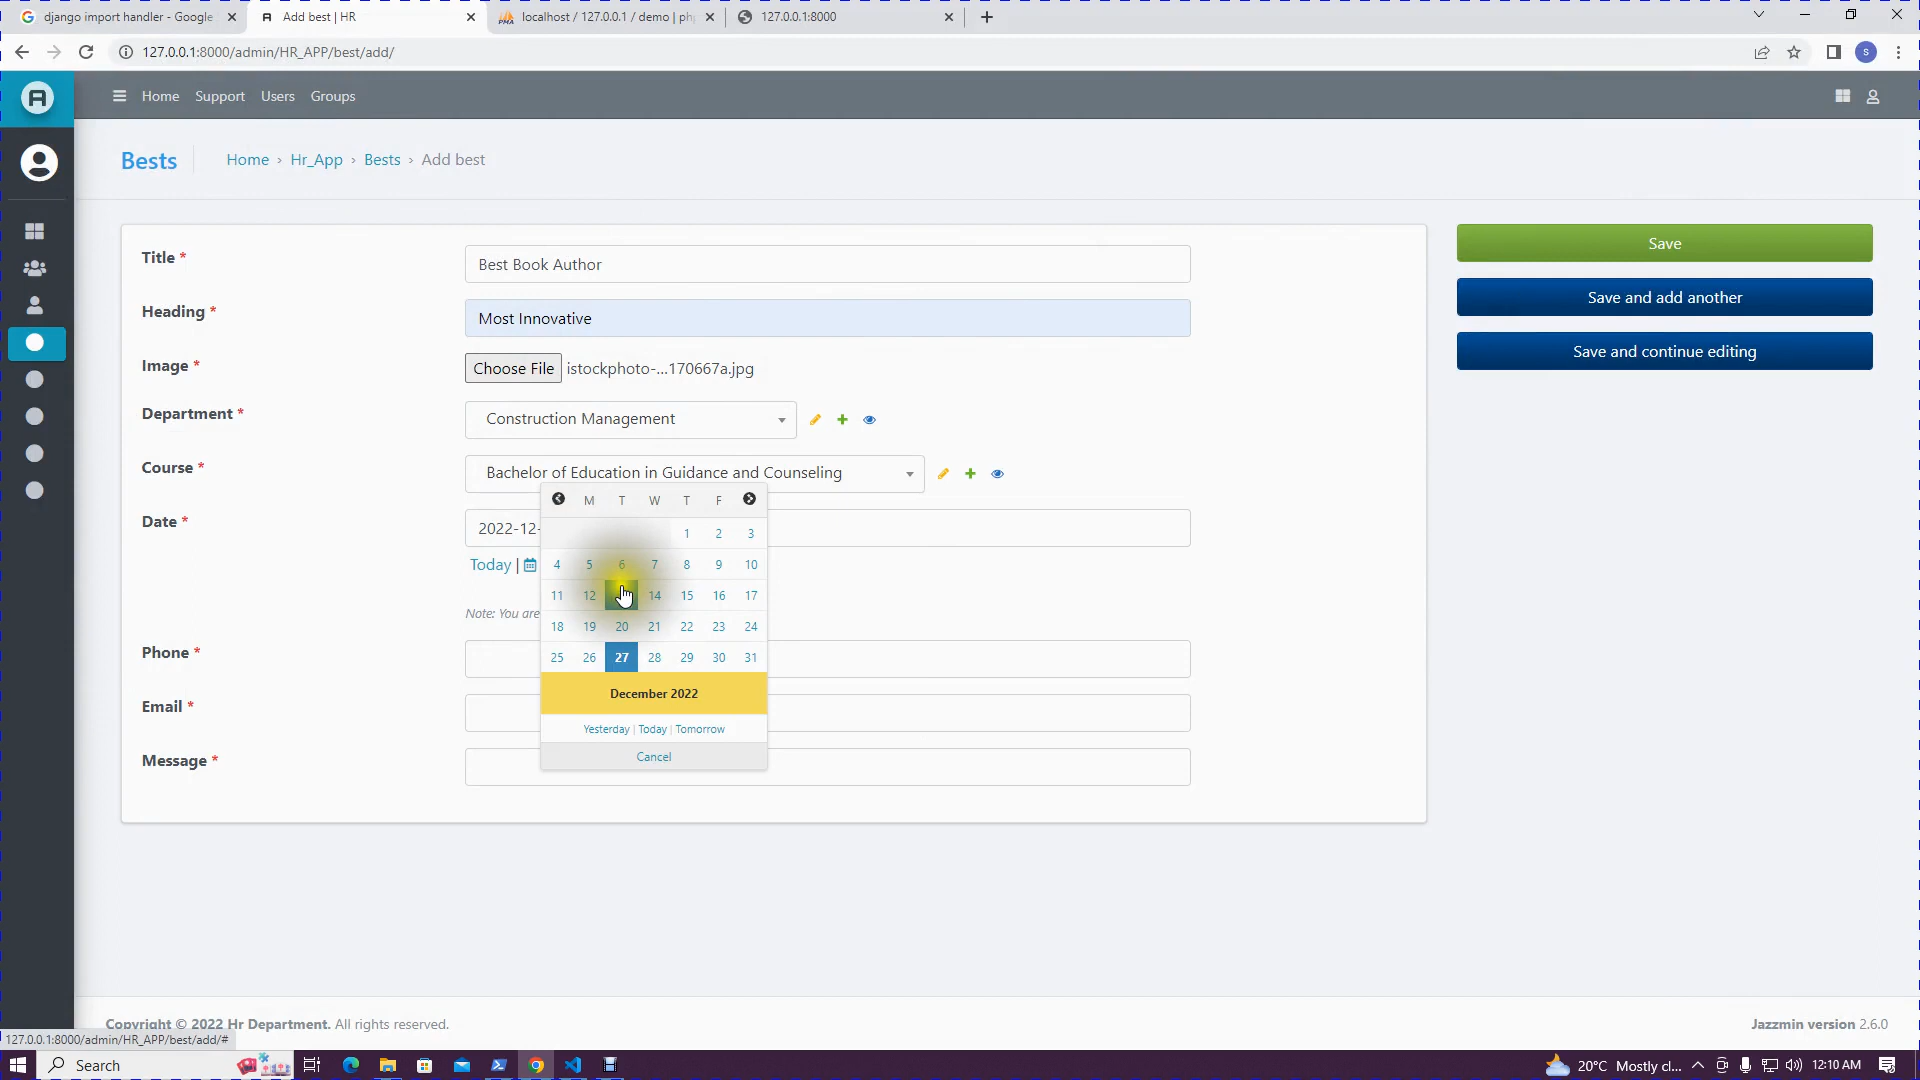 django import handler - Google
Add best | HR
localhost / 127.0.0.1 / demo | ph
127.0.0.1:8000
127.0.0.1:8000/admin/HR_APP/best/add/
S
Home Support Users Groups
Bests
Home › Hr_App › Bests › Add best
Title *
Best Book Author
Save
Heading *
Most Innovative
Save and add another
Image *
Choose File istockphoto-...170667a.jpg
Save and continue editing
Department *
Construction Management
Course *
Bachelor of Education in Guidance and Counseling
M T W T F
Date *
2022-12-
1 2 3
Today |
4 5 6 7 8 9 10
11 12 14 15 16 17
Note: You are
18 19 20 21 22 23 24
Phone *
25 26 27 28 29 30 31
December 2022
Email *
Yesterday | Today | Tomorrow
Cancel
Message *
Copyright © 2022 Hr Department. All rights reserved.
Jazzmin version 2.6.0
127.0.0.1:8000/admin/HR_APP/best/add/#
Search
20°C Mostly cl...
12:10 AM